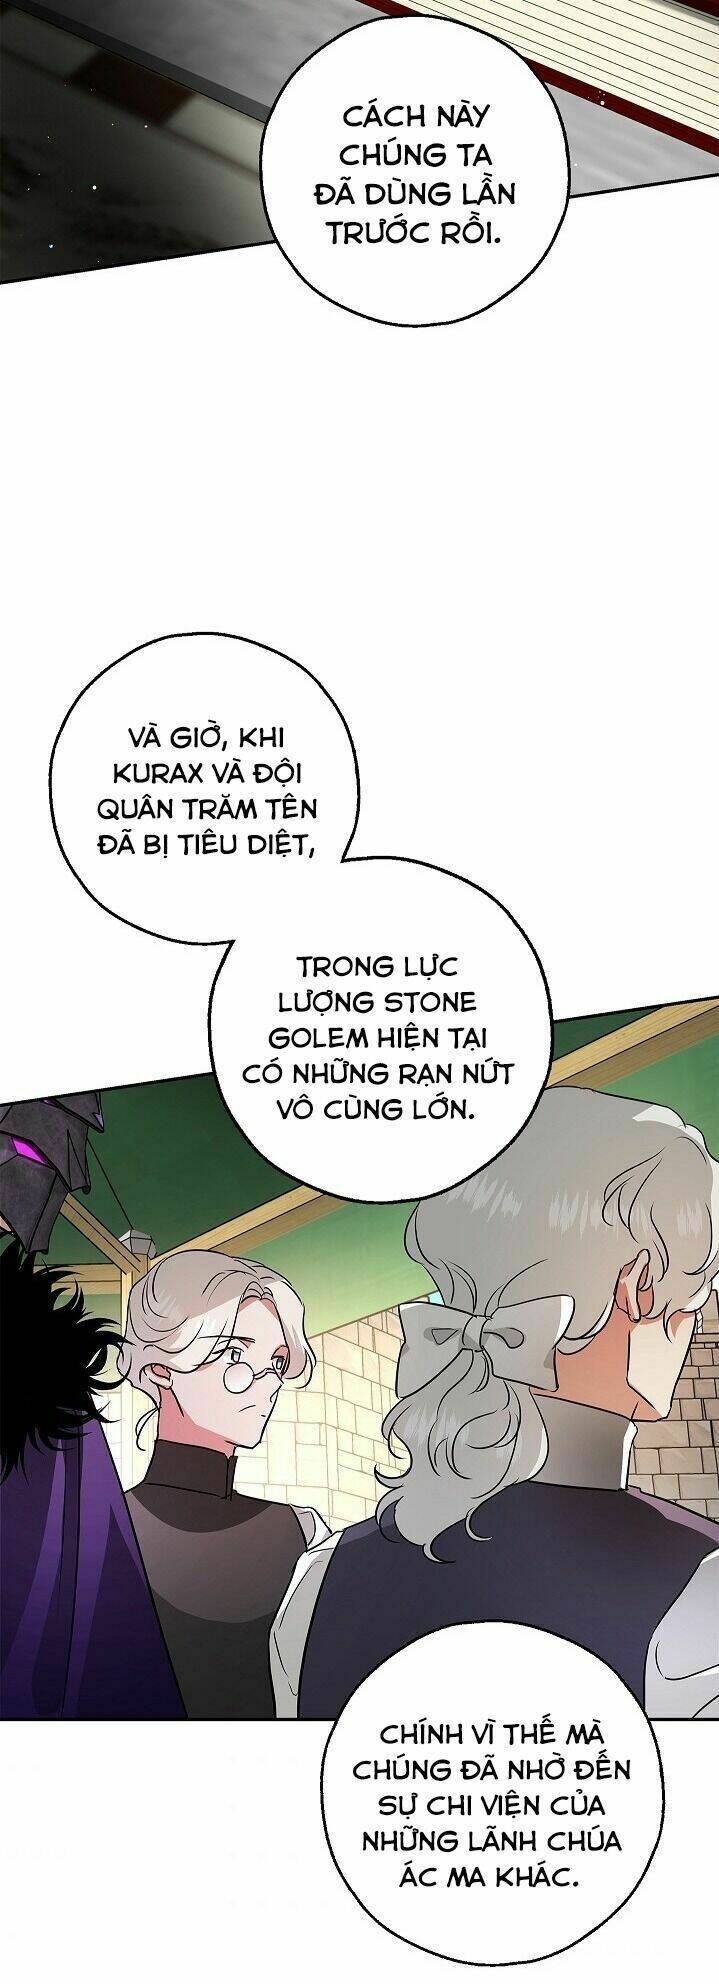 CÁCH NÀY
CHÚNG TA
ĐÃ DÙNG LẦN
TRƯỚC RỒI.
VÀ GIỜ, KHI
KURAX VÀ ĐỘI
QUÂN TRĂM TÊN
ĐÃ BỊ TIÊU DIỆT,
TRONG LỰC
LƯỢNG STONE
GOLEM HIỆN TẠI
CÓ NHỮNG RẠN NỨT
VÔ CÙNG LỚN.
CHÍNH VÌ THẾ MÀ
CHÚNG ĐÃ NHỜ ĐẾN
SỰ CHI VIỆN CỦA
NHỮNG LÃNH CHÚA
ÁC MA KHÁC.